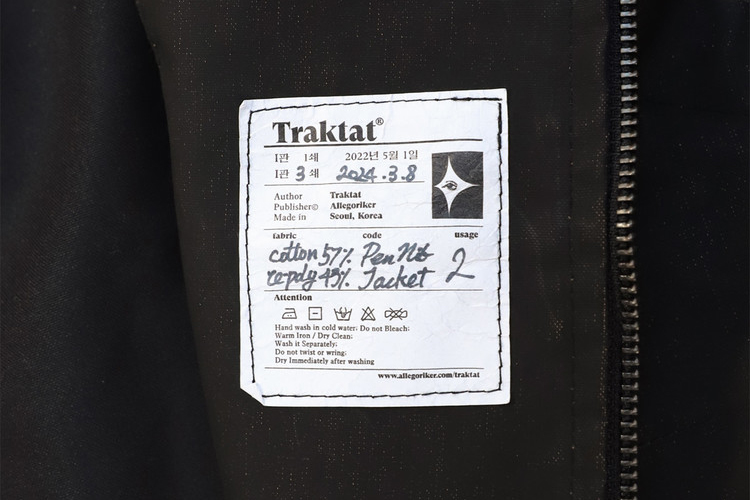 Traktat®
1판 1쇄 2022년 5월 1일
1판 3쇄 2024.3.8
Author Traktat
Publisher© Allegoriker
Made in Seoul, Korea
fabric code usage
cotton 57% Pen No 2
re-poly 43% Jacket
Attention
Hand wash in cold water; Do not Bleach;
Warm Iron / Dry Clean;
Wash it Separately;
Do not twist or wring;
Dry Immediately after washing
www.allegoriker.com/traktat